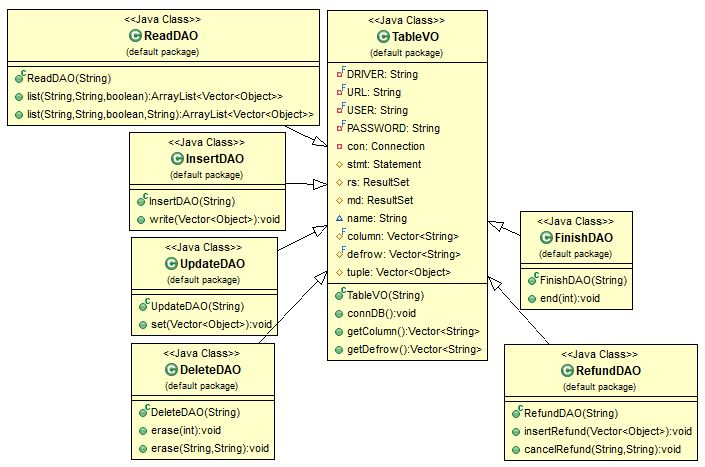 <<Java Class>>
ReadDAO
(default package)
ReadDAO(String)
list(String,String,boolean):ArrayList<Vector<Object>>
list(String,String,boolean,String):ArrayList<Vector<Object>>
<<Java Class>>
TableVO
(default package)
DRIVER: String
URL: String
USER: String
PASSWORD: String
con: Connection
stmt: Statement
rs: ResultSet
md: ResultSet
name: String
column: Vector<String>
defrow: Vector<String>
tuple: Vector<Object>
TableVO(String)
connDB():void
getColumn():Vector<String>
getDefrow():Vector<String>
<<Java Class>>
InsertDAO
(default package)
InsertDAO(String)
write(Vector<Object>):void
<<Java Class>>
UpdateDAO
(default package)
UpdateDAO(String)
set(Vector<Object>):void
<<Java Class>>
DeleteDAO
(default package)
DeleteDAO(String)
erase(int):void
erase(String,String):void
<<Java Class>>
FinishDAO
(default package)
FinishDAO(String)
end(int):void
<<Java Class>>
RefundDAO
(default package)
RefundDAO(String)
insertRefund(Vector<Object>):void
cancelRefund(String,String):void